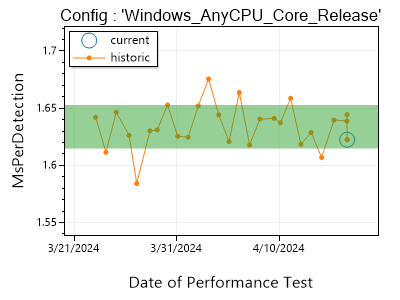 Config : 'Windows_AnyCPU_Core_Release'
current
historic
1.7
1.65
1.6
1.55
MsPerDetection
3/21/2024
3/31/2024
4/10/2024
Date of Performance Test